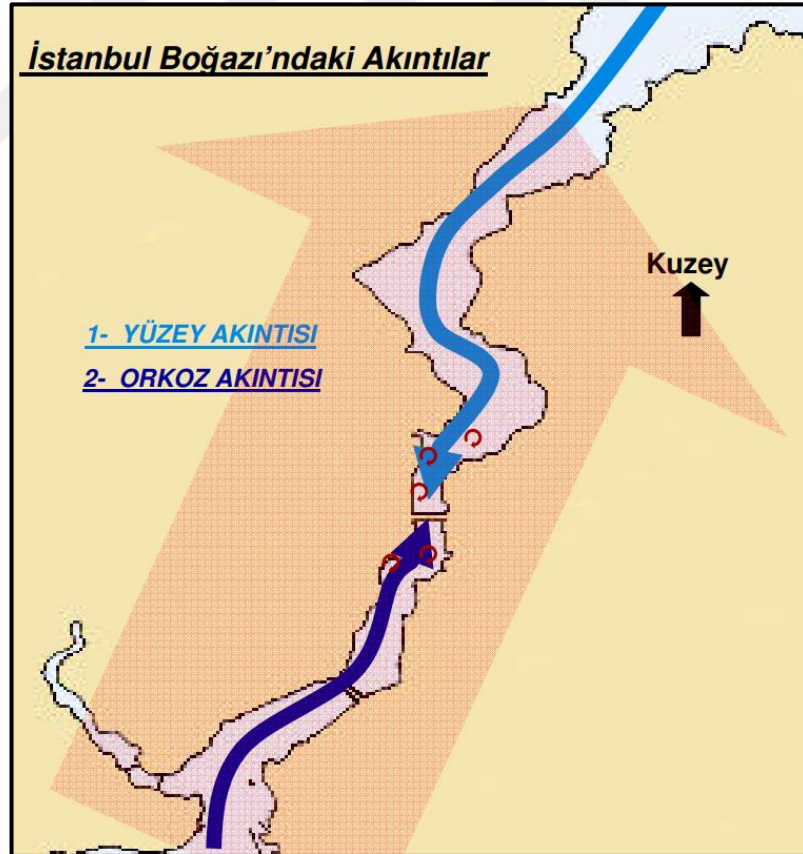 İstanbul Boğazı’ndaki Akıntılar
Kuzey
1- YÜZEY AKINTISI
2- ORKOZ AKINTISI